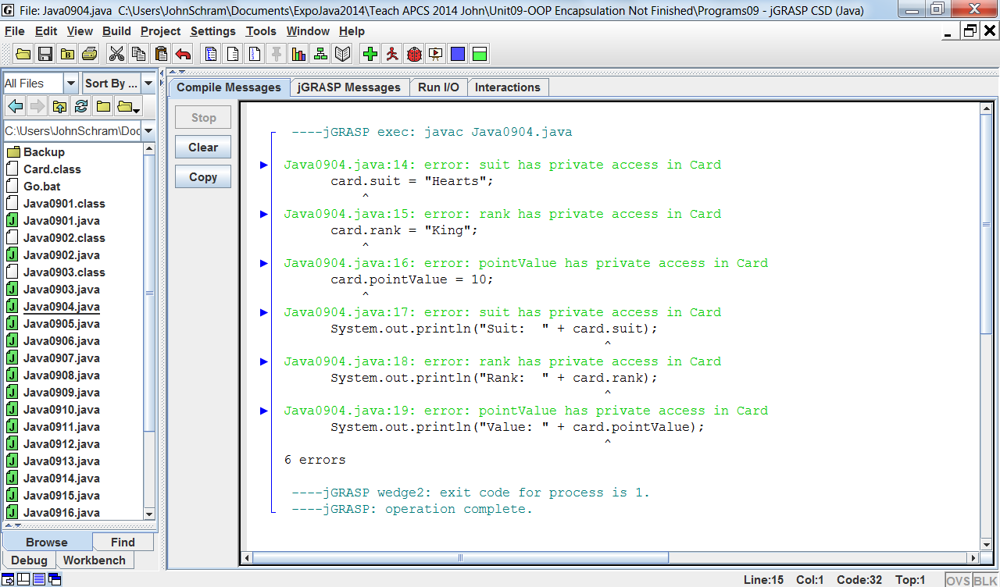 File: Java0904.java  C:\Users\JohnSchram\Documents\ExpoJava2014\Teach APCS 2014 John\Unit09-OOP Encapsulation Not Finished\Programs09 - jGRASP CSD (Java)
File Edit View Build Project Settings Tools Window Help
All Files
Sort By ...
C:\Users\JohnSchram\Doc
Backup
Card.class
Go.bat
Java0901.class
Java0901.java
Java0902.class
Java0902.java
Java0903.class
Java0903.java
Java0904.java
Java0905.java
Java0906.java
Java0907.java
Java0908.java
Java0909.java
Java0910.java
Java0911.java
Java0912.java
Java0913.java
Java0914.java
Java0915.java
Java0916.java
Browse Find
Debug Workbench
Compile Messages jGRASP Messages Run I/O Interactions
Stop
Clear
Copy
----jGRASP exec: javac Java0904.java
Java0904.java:14: error: suit has private access in Card
card.suit = "Hearts";
^
Java0904.java:15: error: rank has private access in Card
card.rank = "King";
^
Java0904.java:16: error: pointValue has private access in Card
card.pointValue = 10;
^
Java0904.java:17: error: suit has private access in Card
System.out.println("Suit:  " + card.suit);
^
Java0904.java:18: error: rank has private access in Card
System.out.println("Rank:  " + card.rank);
^
Java0904.java:19: error: pointValue has private access in Card
System.out.println("Value: " + card.pointValue);
^
6 errors
----jGRASP wedge2: exit code for process is 1.
----jGRASP: operation complete.
Line:15 Col:1 Code:32 Top:1 OVS BLK